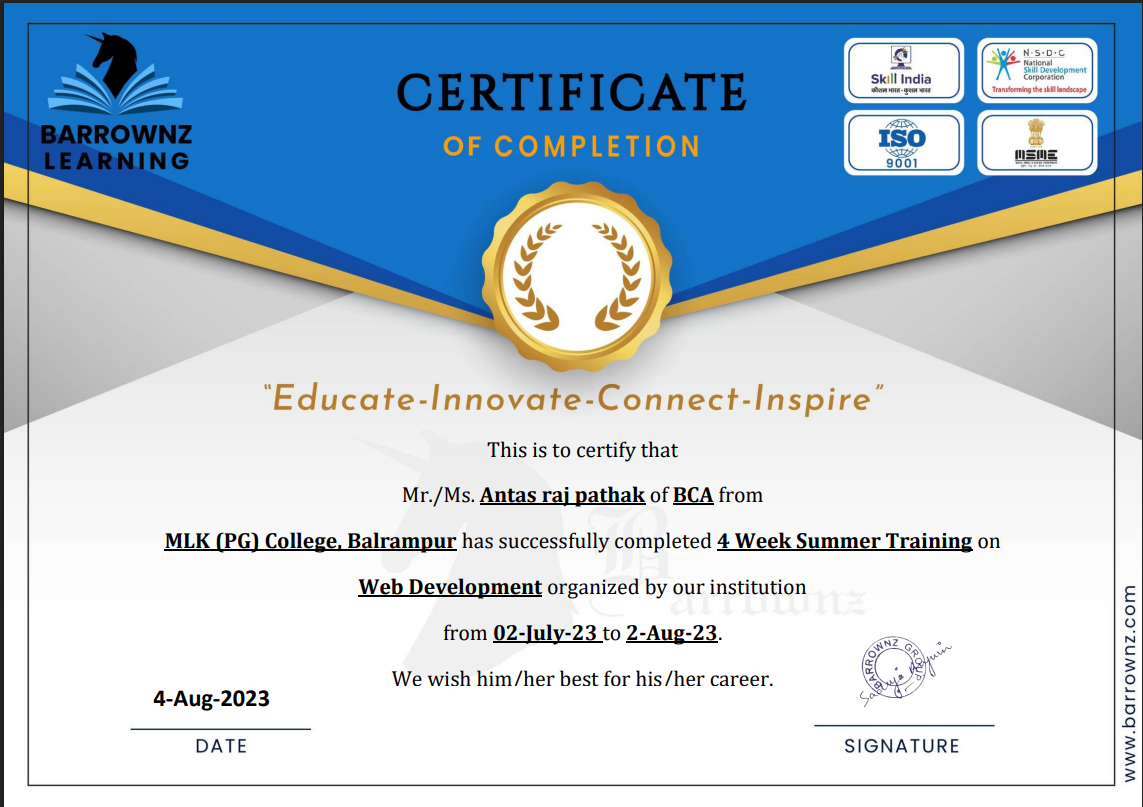 BARROWNZ
LEARNING
CERTIFICATE
OF COMPLETION
Skill India
कौशल भारत - कुशल भारत
N·S·D·C
National
Skill Development
Corporation
Transforming the skill landscape
ISO
9001
MSME
“Educate-Innovate-Connect-Inspire”
This is to certify that
Mr./Ms. Antas raj pathak of BCA from
MLK (PG) College, Balrampur has successfully completed 4 Week Summer Training on
Web Development organized by our institution
Barrownz
from 02-July-23 to 2-Aug-23.
We wish him/her best for his/her career.
4-Aug-2023
DATE
BARROWNZ GROUP
SIGNATURE
www.barrownz.com